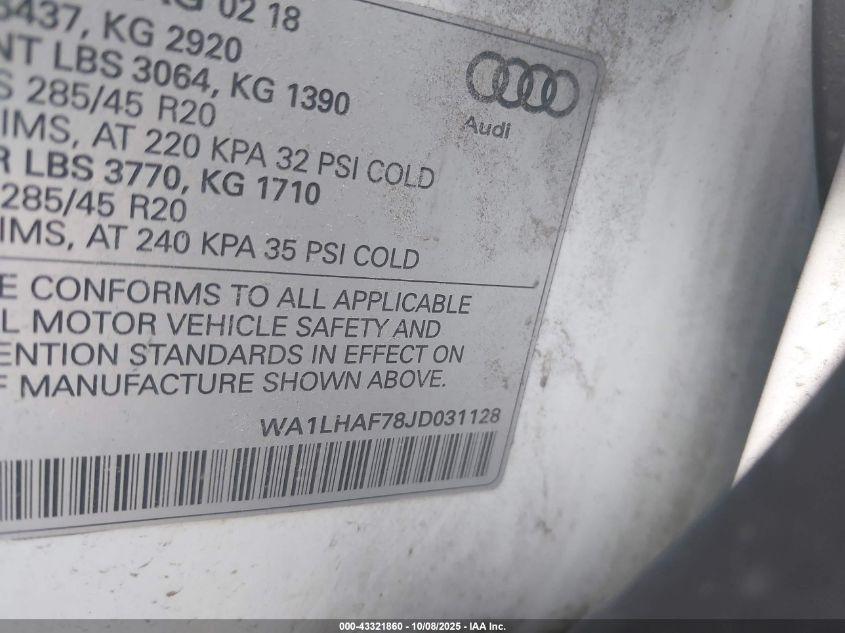 AG 02 18
6437, KG 2920
NT LBS 3064, KG 1390
S 285/45 R20
IMS, AT 220 KPA 32 PSI COLD
R LBS 3770, KG 1710
285/45 R20
IMS, AT 240 KPA 35 PSI COLD
Audi
E CONFORMS TO ALL APPLICABLE
L MOTOR VEHICLE SAFETY AND
ENTION STANDARDS IN EFFECT ON
F MANUFACTURE SHOWN ABOVE.
WA1LHAF78JD031128
000-43321860 - 10/08/2025 - IAA Inc.